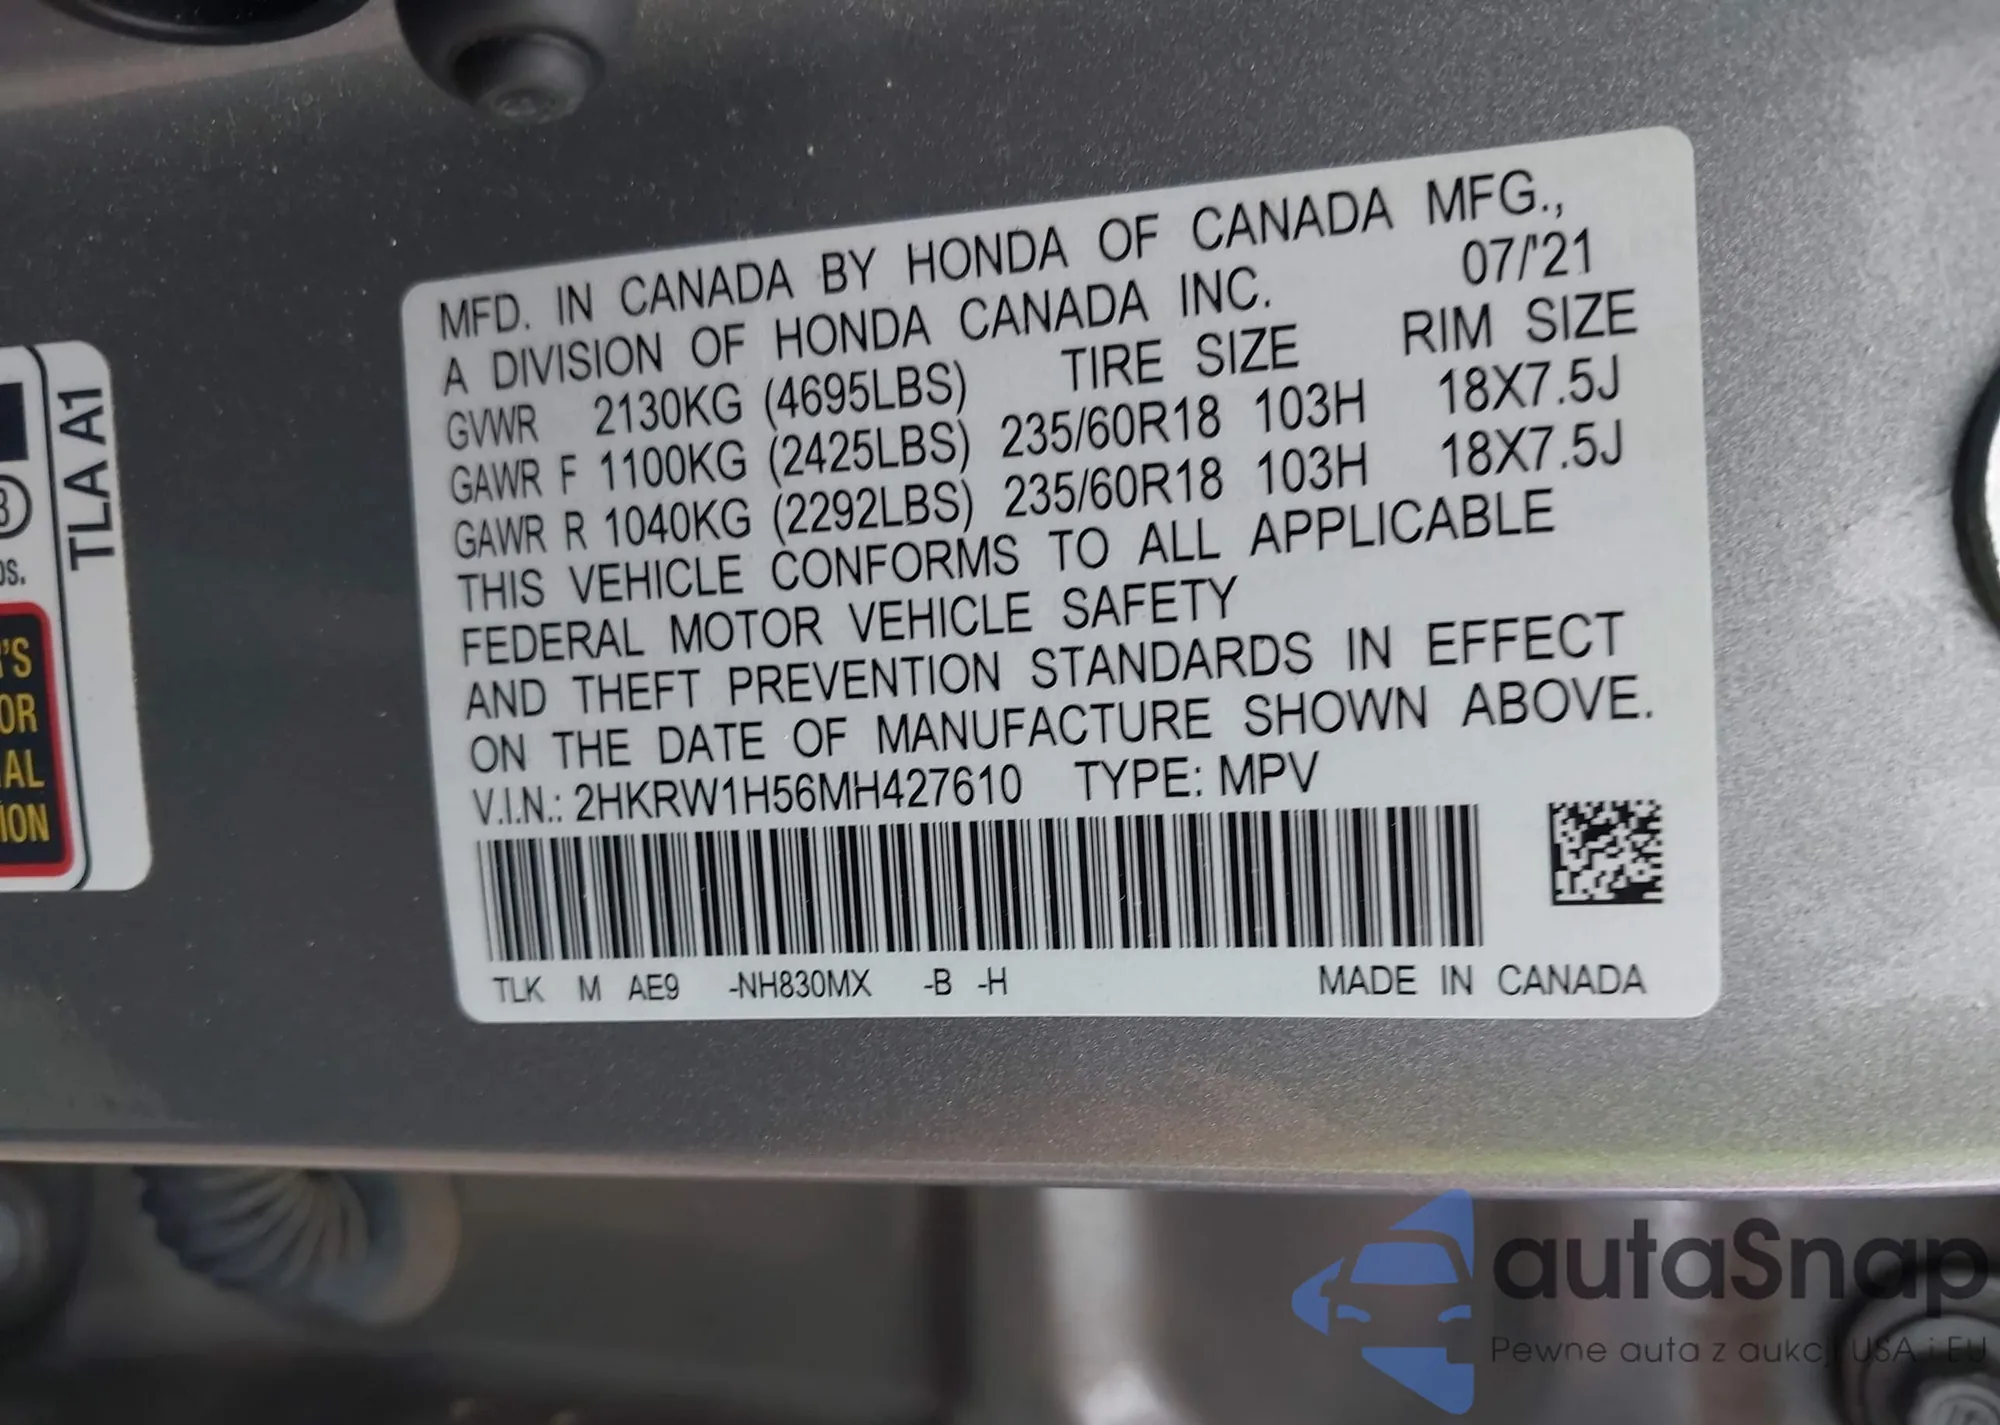 MFD. IN CANADA BY HONDA OF CANADA MFG.,
A DIVISION OF HONDA CANADA INC. 07/'21
GVWR 2130KG (4695LBS) TIRE SIZE RIM SIZE
GAWR F 1100KG (2425LBS) 235/60R18 103H 18X7.5J
GAWR R 1040KG (2292LBS) 235/60R18 103H 18X7.5J
THIS VEHICLE CONFORMS TO ALL APPLICABLE
FEDERAL MOTOR VEHICLE SAFETY
AND THEFT PREVENTION STANDARDS IN EFFECT
ON THE DATE OF MANUFACTURE SHOWN ABOVE.
V.I.N.: 2HKRW1H56MH427610 TYPE: MPV
TLK M AE9 -NH830MX -B -H MADE IN CANADA
TLA A1
autaSnap
Pewne auta z aukcji USA i EU